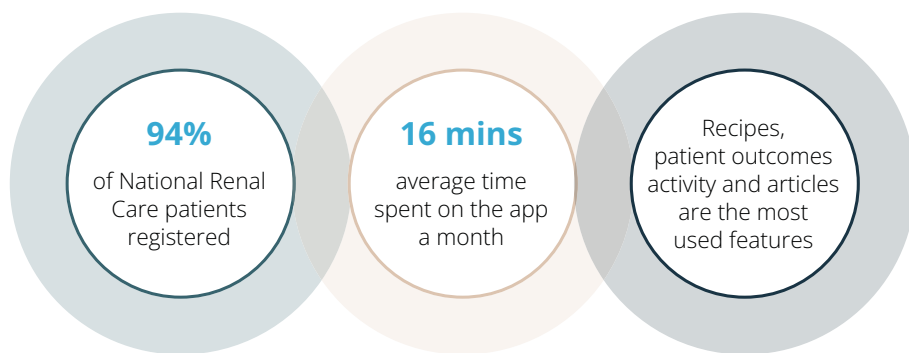 94%
of National Renal
Care patients
registered
16 mins
average time
spent on the app
a month
Recipes,
patient outcomes
activity and articles
are the most
used features